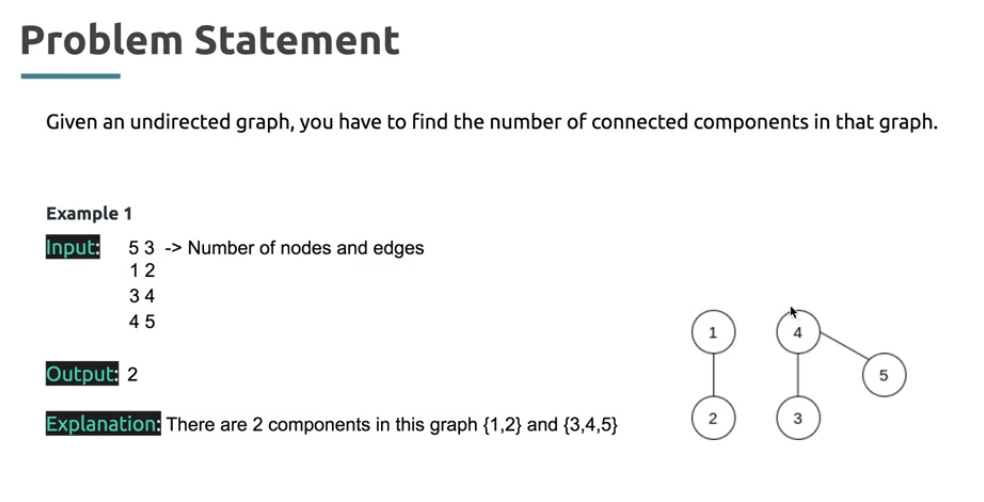 Problem Statement
Given an undirected graph, you have to find the number of connected components in that graph.
Example 1
Input: 5 3 -> Number of nodes and edges
1 2
3 4
4 5
Output: 2
Explanation: There are 2 components in this graph {1,2} and {3,4,5}
1 4
5
2 3